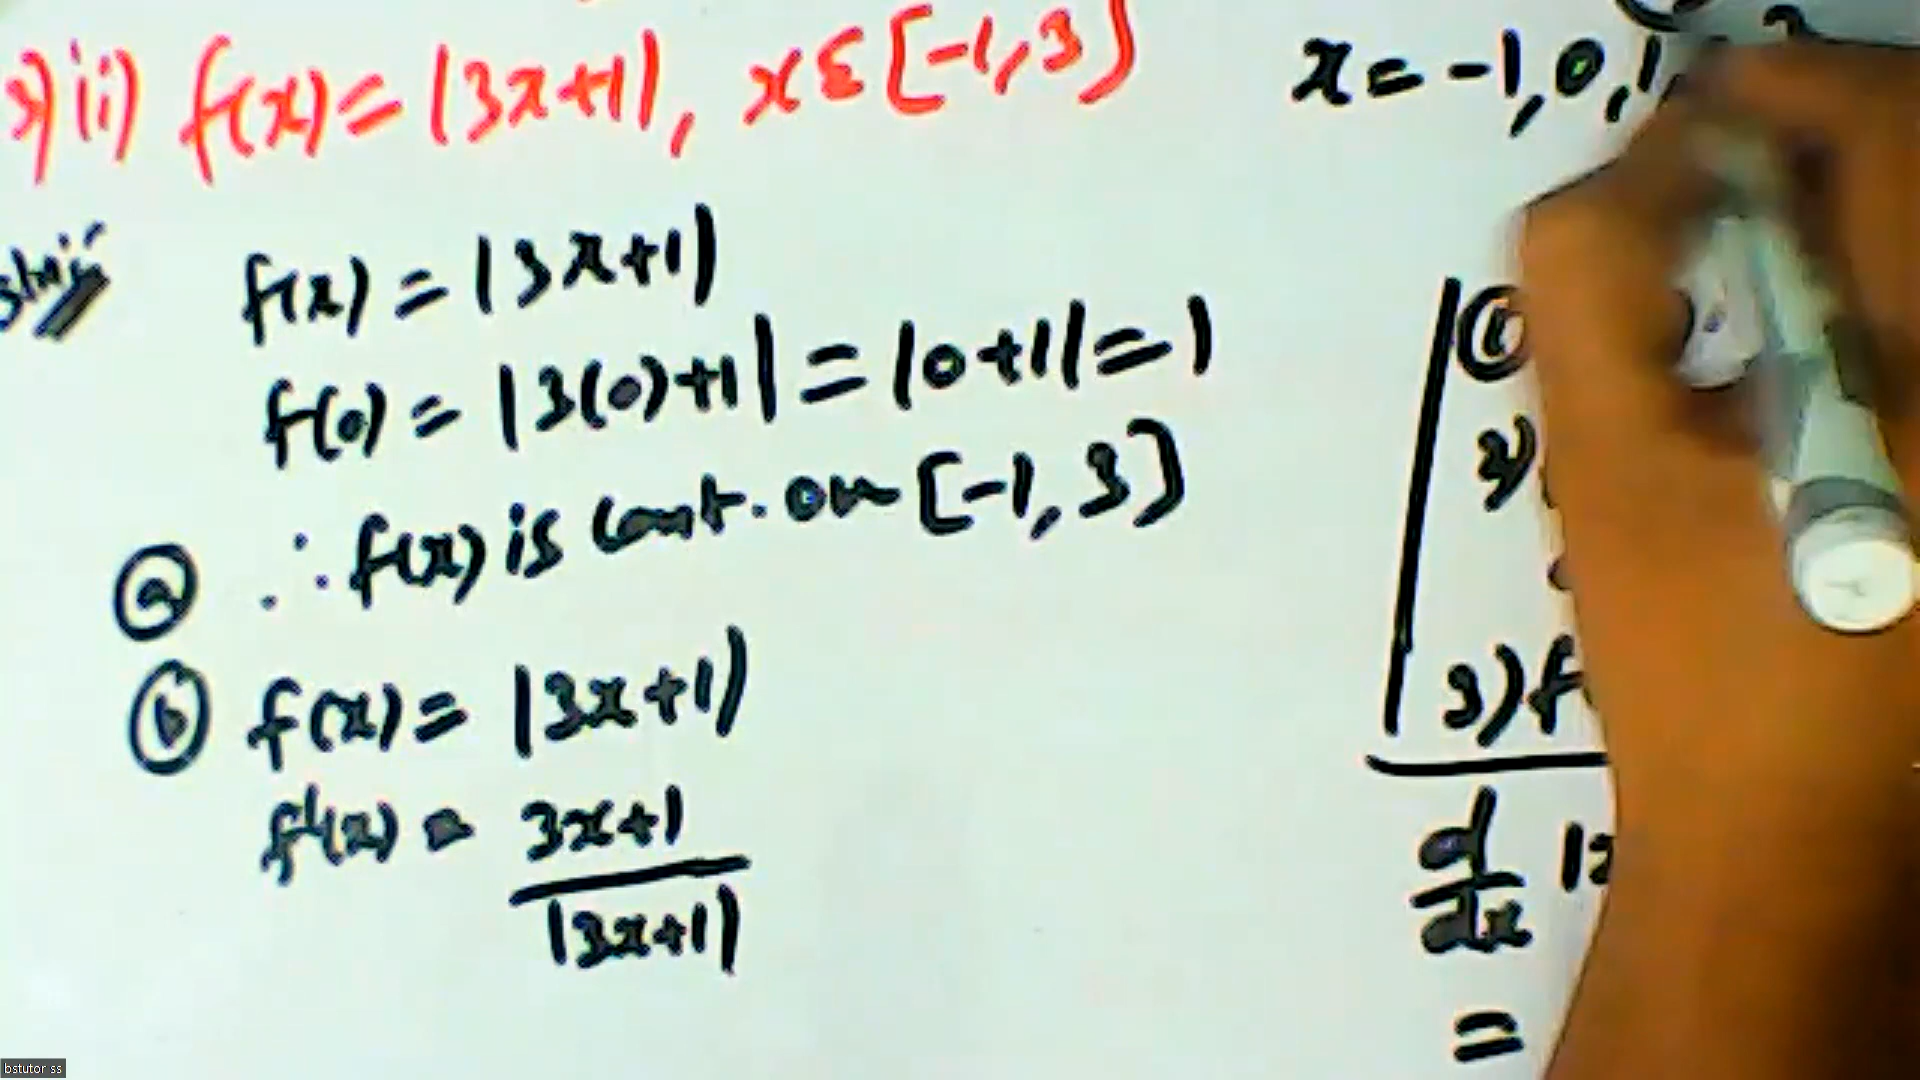 ii) f(x) = |3x+1|, x ε [-1, 3]
x = -1, 0, 1,
f(x) = |3x+1|
f(0) = |3(0)+1| = |0+1| = 1
ⓐ ∴ f(x) is cont. on [-1, 3]
ⓑ f(x) = |3x+1|
f'(x) = 3x+1
|3x+1|
3) f
d
dx
=
bstutor ss